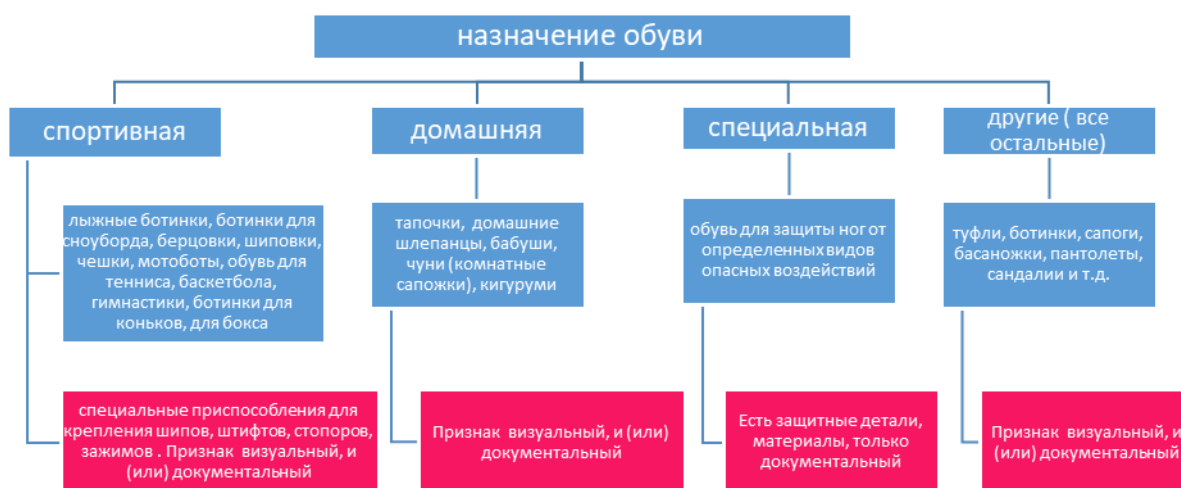 назначение обуви
спортивная
домашняя
специальная
другие ( все
остальные)
лыжные ботинки, ботинки для
сноуборда, берцовки, шиповки,
чешки, мотоботы, обувь для
тенниса, баскетбола,
гимнастики, ботинки для
коньков, для бокса
тапочки, домашние
шлепанцы, бабуши,
чуни (комнатные
сапожки), кигуруми
обувь для защиты ног от
определенных видов
опасных воздействий
туфли, ботинки, сапоги,
басаножки, пантолеты,
сандалии и т.д.
специальные приспособления для
крепления шипов, штифтов, стопоров,
зажимов . Признак визуальный, и
(или) документальный
Признак визуальный, и (или)
документальный
Есть защитные детали,
материалы, только
документальный
Признак визуальный, и
(или) документальный